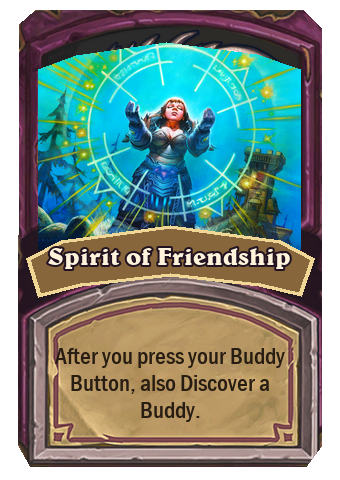 Spirit of Friendship
After you press your Buddy
Button, also Discover a
Buddy.